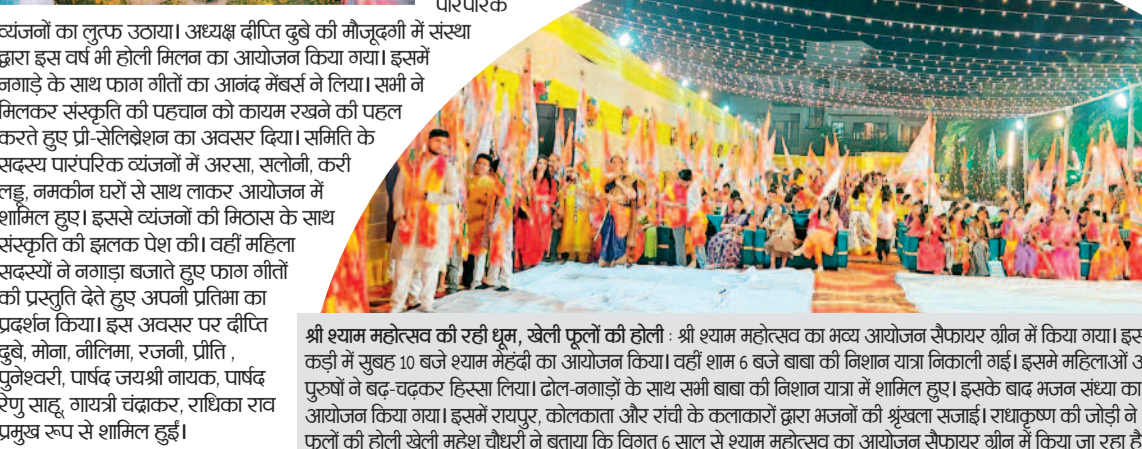 पारंपरिक
व्यंजनों का लुत्फ उठाया। अध्यक्ष दीप्ति दुबे की मौजूदगी में संस्था
द्वारा इस वर्ष भी होली मिलन का आयोजन किया गया। इसमें
नगाड़े के साथ फाग गीतों का आनंद मेंबर्स ने लिया। सभी ने
मिलकर संस्कृति की पहचान को कायम रखने की पहल
करते हुए प्री-सेलिब्रेशन का अवसर दिया। समिति के
सदस्य पारंपरिक व्यंजनों में अरसा, सलोनी, करी
लड्डू, नमकीन घरों से साथ लाकर आयोजन में
शामिल हुए। इससे व्यंजनों की मिठास के साथ
संस्कृति की झलक पेश की। वहीं महिला
सदस्यों ने नगाड़ा बजाते हुए फाग गीतों
की प्रस्तुति देते हुए अपनी प्रतिभा का
प्रदर्शन किया। इस अवसर पर दीप्ति
दुबे, मोना, नीलिमा, रजनी, प्रीति ,
पुनेश्वरी, पार्षद जयश्री नायक, पार्षद
रेणु साहू, गायत्री चंद्राकर, राधिका राव
प्रमुख रूप से शामिल हुईं।
श्री श्याम महोत्सव की रही धूम, खेली फूलों की होली : श्री श्याम महोत्सव का भव्य आयोजन सैफायर ग्रीन में किया गया। इस
कड़ी में सुबह 10 बजे श्याम मेहंदी का आयोजन किया। वहीं शाम 6 बजे बाबा की निशान यात्रा निकाली गई। इसमे महिलाओं
पुरुषों ने बढ़-चढ़कर हिस्सा लिया। ढोल-नगाड़ों के साथ सभी बाबा की निशान यात्रा में शामिल हुए। इसके बाद भजन संध्या का
आयोजन किया गया। इसमें रायपुर, कोलकाता और रांची के कलाकारों द्वारा भजनों की श्रृंखला सजाई। राधाकृष्ण की जोड़ी ने
फूलों की होली खेली महेश चौधरी ने बताया कि विगत 6 साल से श्याम महोत्सव का आयोजन सैफायर ग्रीन में किया जा रहा है